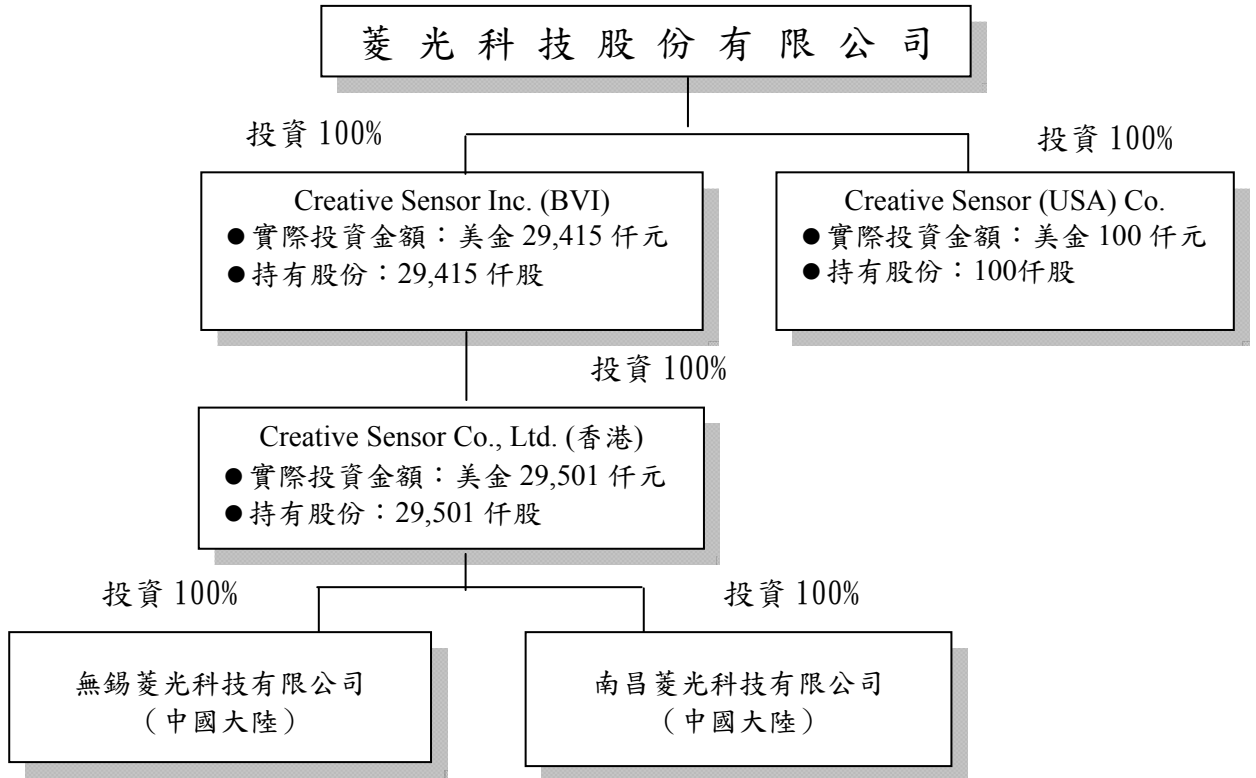 菱光科技股份有限公司
投資 100%
投資 100%
Creative Sensor Inc. (BVI)
●實際投資金額：美金 29,415 仟元
●持有股份：29,415 仟股
Creative Sensor (USA) Co.
●實際投資金額：美金 100 仟元
●持有股份：100仟股
投資 100%
Creative Sensor Co., Ltd. (香港)
●實際投資金額：美金 29,501 仟元
●持有股份：29,501 仟股
投資 100%
投資 100%
無錫菱光科技有限公司
（中國大陸）
南昌菱光科技有限公司
（中國大陸）